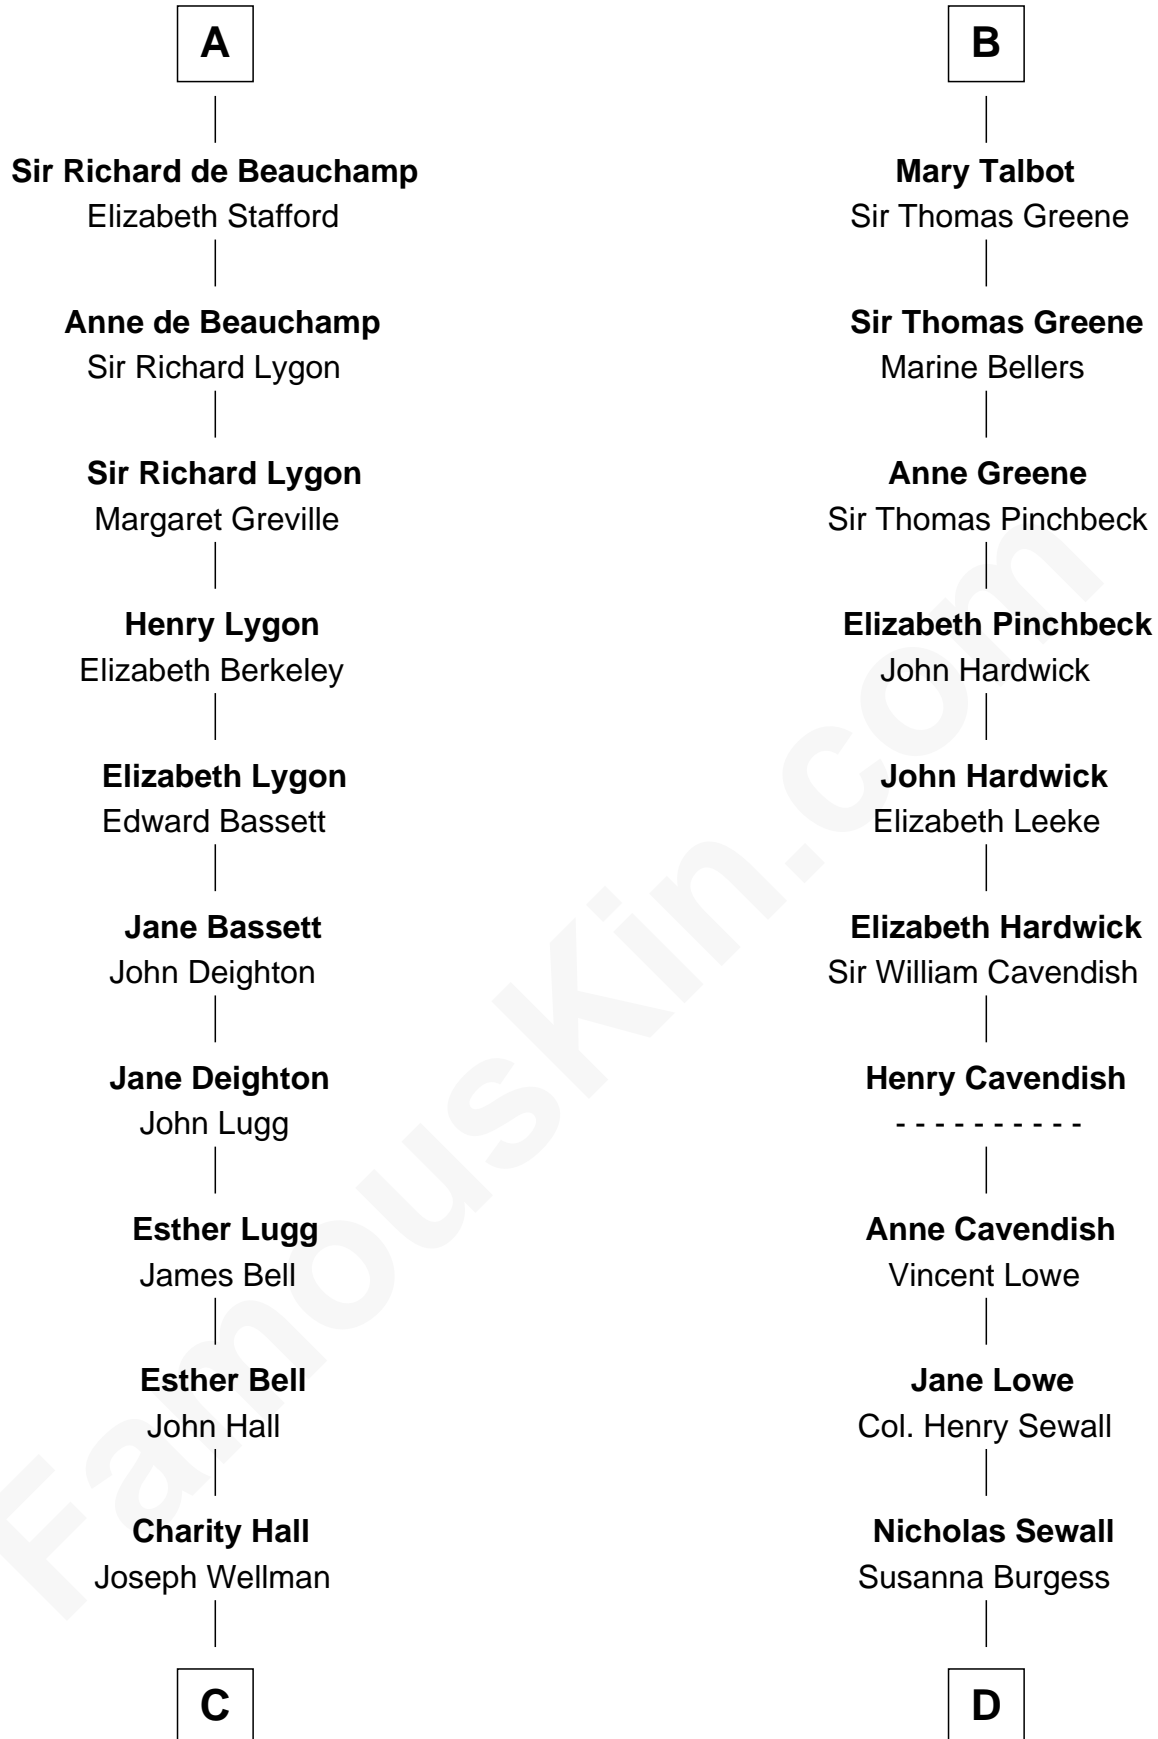 A
Sir Richard de Beauchamp
Elizabeth Stafford
Anne de Beauchamp
Sir Richard Lygon
Sir Richard Lygon
Margaret Greville
Henry Lygon
Elizabeth Berkeley
Elizabeth Lygon
Edward Bassett
Jane Bassett
John Deighton
Jane Deighton
John Lugg
Esther Lugg
James Bell
Esther Bell
John Hall
Charity Hall
Joseph Wellman
C
B
Mary Talbot
Sir Thomas Greene
Sir Thomas Greene
Marine Bellers
Anne Greene
Sir Thomas Pinchbeck
Elizabeth Pinchbeck
John Hardwick
John Hardwick
Elizabeth Leeke
Elizabeth Hardwick
Sir William Cavendish
Henry Cavendish
- - - - - - - - - -
Anne Cavendish
Vincent Lowe
Jane Lowe
Col. Henry Sewall
Nicholas Sewall
Susanna Burgess
D
FamousKin.com